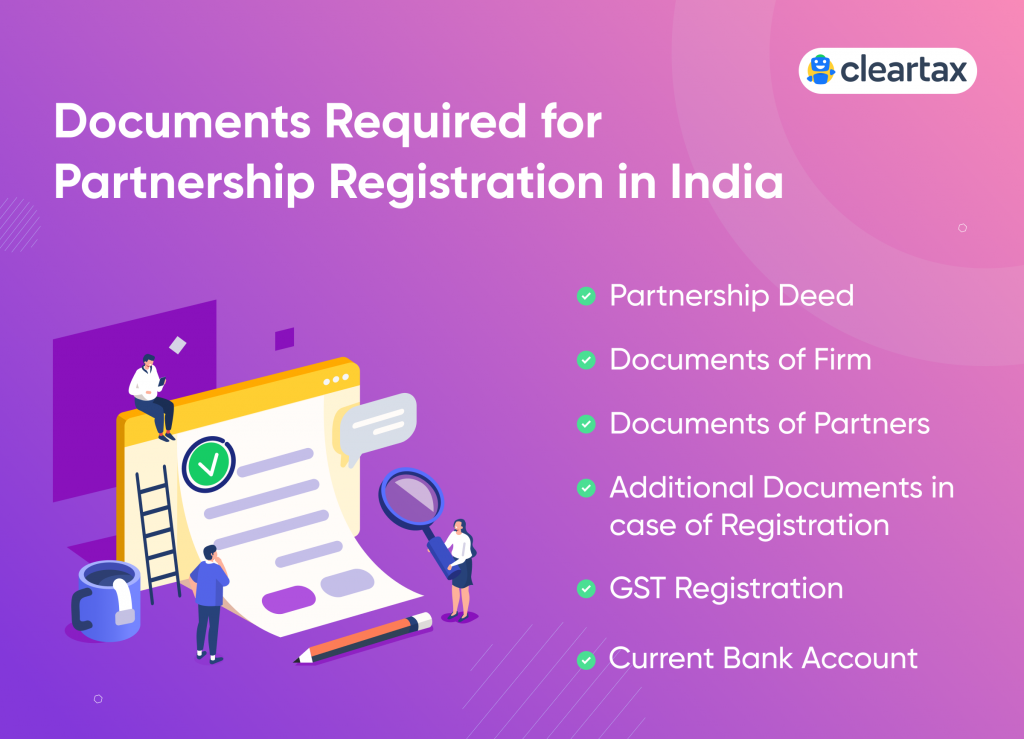 cleartax
Documents Required for
Partnership Registration in India
Partnership Deed
Documents of Firm
Documents of Partners
Additional Documents in
case of Registration
GST Registration
Current Bank Account